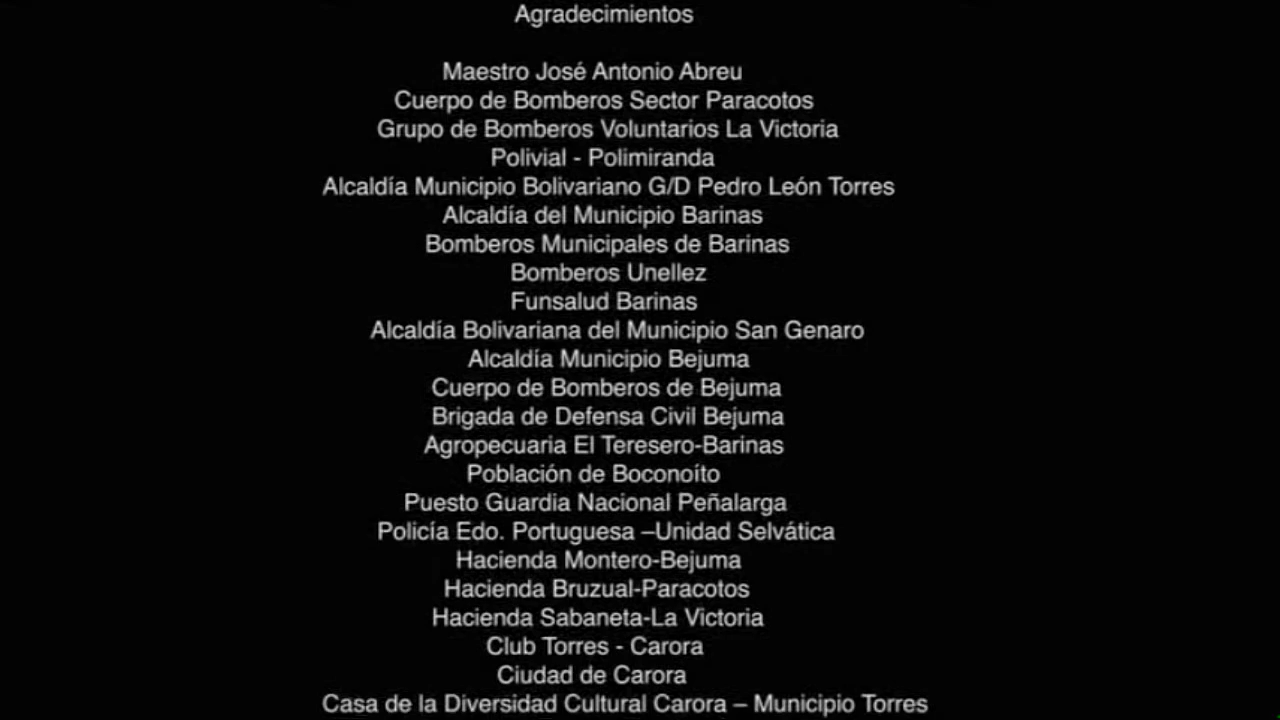 Agradecimientos
Maestro José Antonio Abreu
Cuerpo de Bomberos Sector Paracotos
Grupo de Bomberos Voluntarios La Victoria
Polivial - Polimiranda
Alcaldía Municipio Bolivariano G/D Pedro León Torres
Alcaldía del Municipio Barinas
Bomberos Municipales de Barinas
Bomberos Unellez
Funsalud Barinas
Alcaldía Bolivariana del Municipio San Genaro
Alcaldía Municipio Bejuma
Cuerpo de Bomberos de Bejuma
Brigada de Defensa Civil Bejuma
Agropecuaria El Teresero-Barinas
Población de Boconoíto
Puesto Guardia Nacional Peñalarga
Policía Edo. Portuguesa –Unidad Selvática
Hacienda Montero-Bejuma
Hacienda Bruzual-Paracotos
Hacienda Sabaneta-La Victoria
Club Torres - Carora
Ciudad de Carora
Casa de la Diversidad Cultural Carora – Municipio Torres